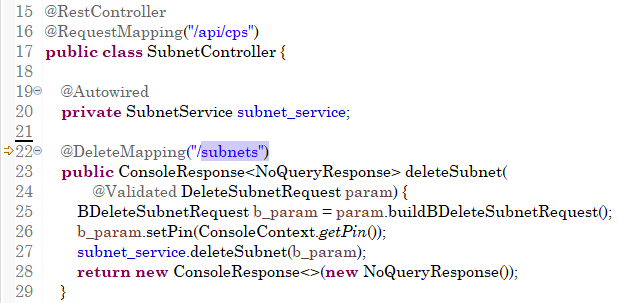 15 @RestController
16 @RequestMapping("/api/cps")
17 public class SubnetController {
18
19 @Autowired
20 private SubnetService subnet_service;
21
22 @DeleteMapping("/subnets")
23 public ConsoleResponse<NoQueryResponse> deleteSubnet(
24 @Validated DeleteSubnetRequest param) {
25 BDeleteSubnetRequest b_param = param.buildBDeleteSubnetRequest();
26 b_param.setPin(ConsoleContext.getPin());
27 subnet_service.deleteSubnet(b_param);
28 return new ConsoleResponse<>(new NoQueryResponse());
29 }